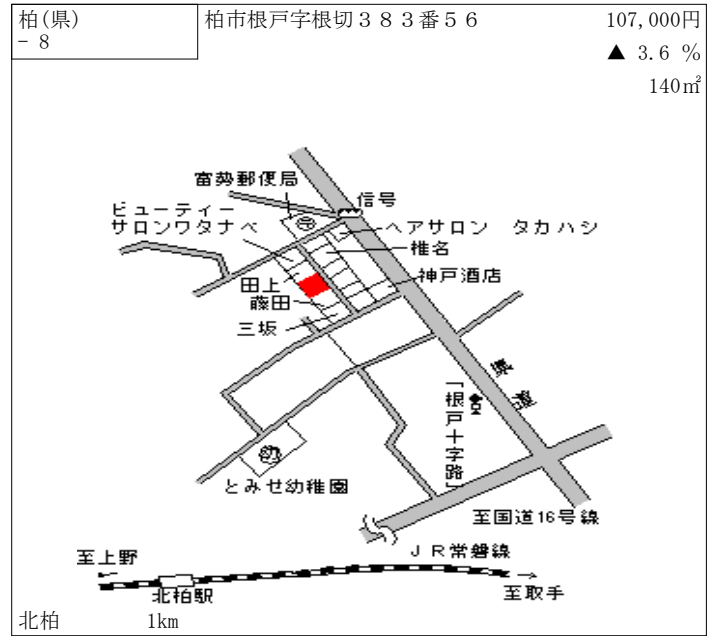 柏(県)
- 8
柏市根戸字根切３８３番５６
107,000円
▲ 3.6 %
140㎡
富勢郵便局
信号
ビューティー
サロンワタナベ
ヘアサロン　タカハシ
椎名
神戸酒店
田上
藤田
三坂
県道
「根戸十字路」
とみせ幼稚園
至国道16号線
ＪＲ常磐線
至上野
北柏駅
至取手
北柏　1km